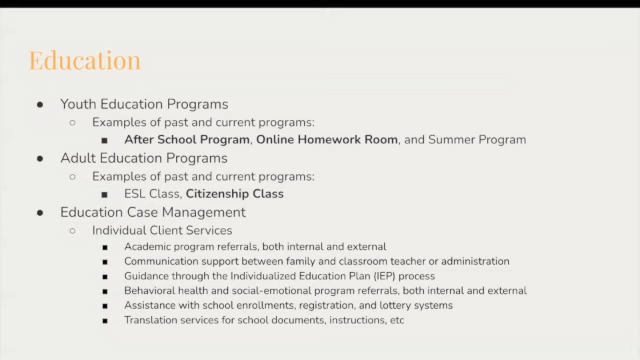 Education
● Youth Education Programs
○ Examples of past and current programs:
■ After School Program, Online Homework Room, and Summer Program
● Adult Education Programs
○ Examples of past and current programs:
■ ESL Class, Citizenship Class
● Education Case Management
○ Individual Client Services
■ Academic program referrals, both internal and external
■ Communication support between family and classroom teacher or administration
■ Guidance through the Individualized Education Plan (IEP) process
■ Behavioral health and social-emotional program referrals, both internal and external
■ Assistance with school enrollments, registration, and lottery systems
■ Translation services for school documents, instructions, etc